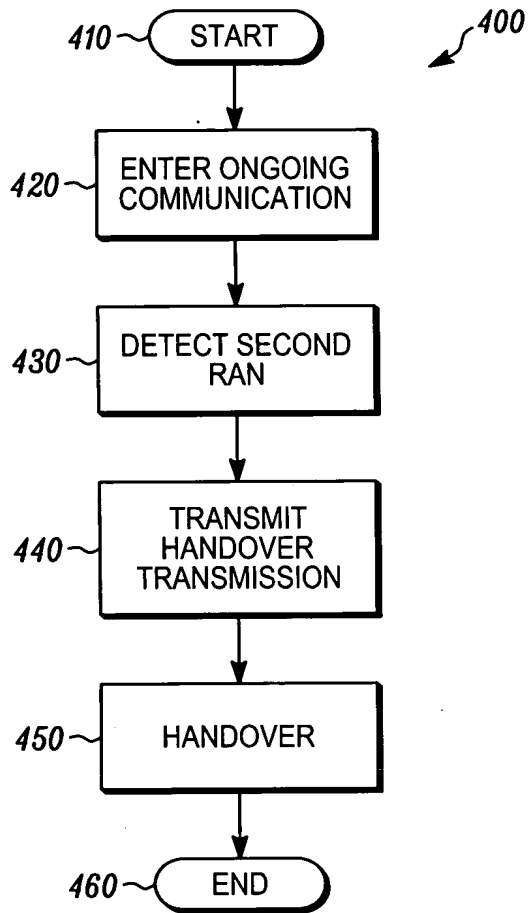 410 START
400
420 ENTER ONGOING
COMMUNICATION
430 DETECT SECOND
RAN
440 TRANSMIT
HANDOVER
TRANSMISSION
450 HANDOVER
460 END